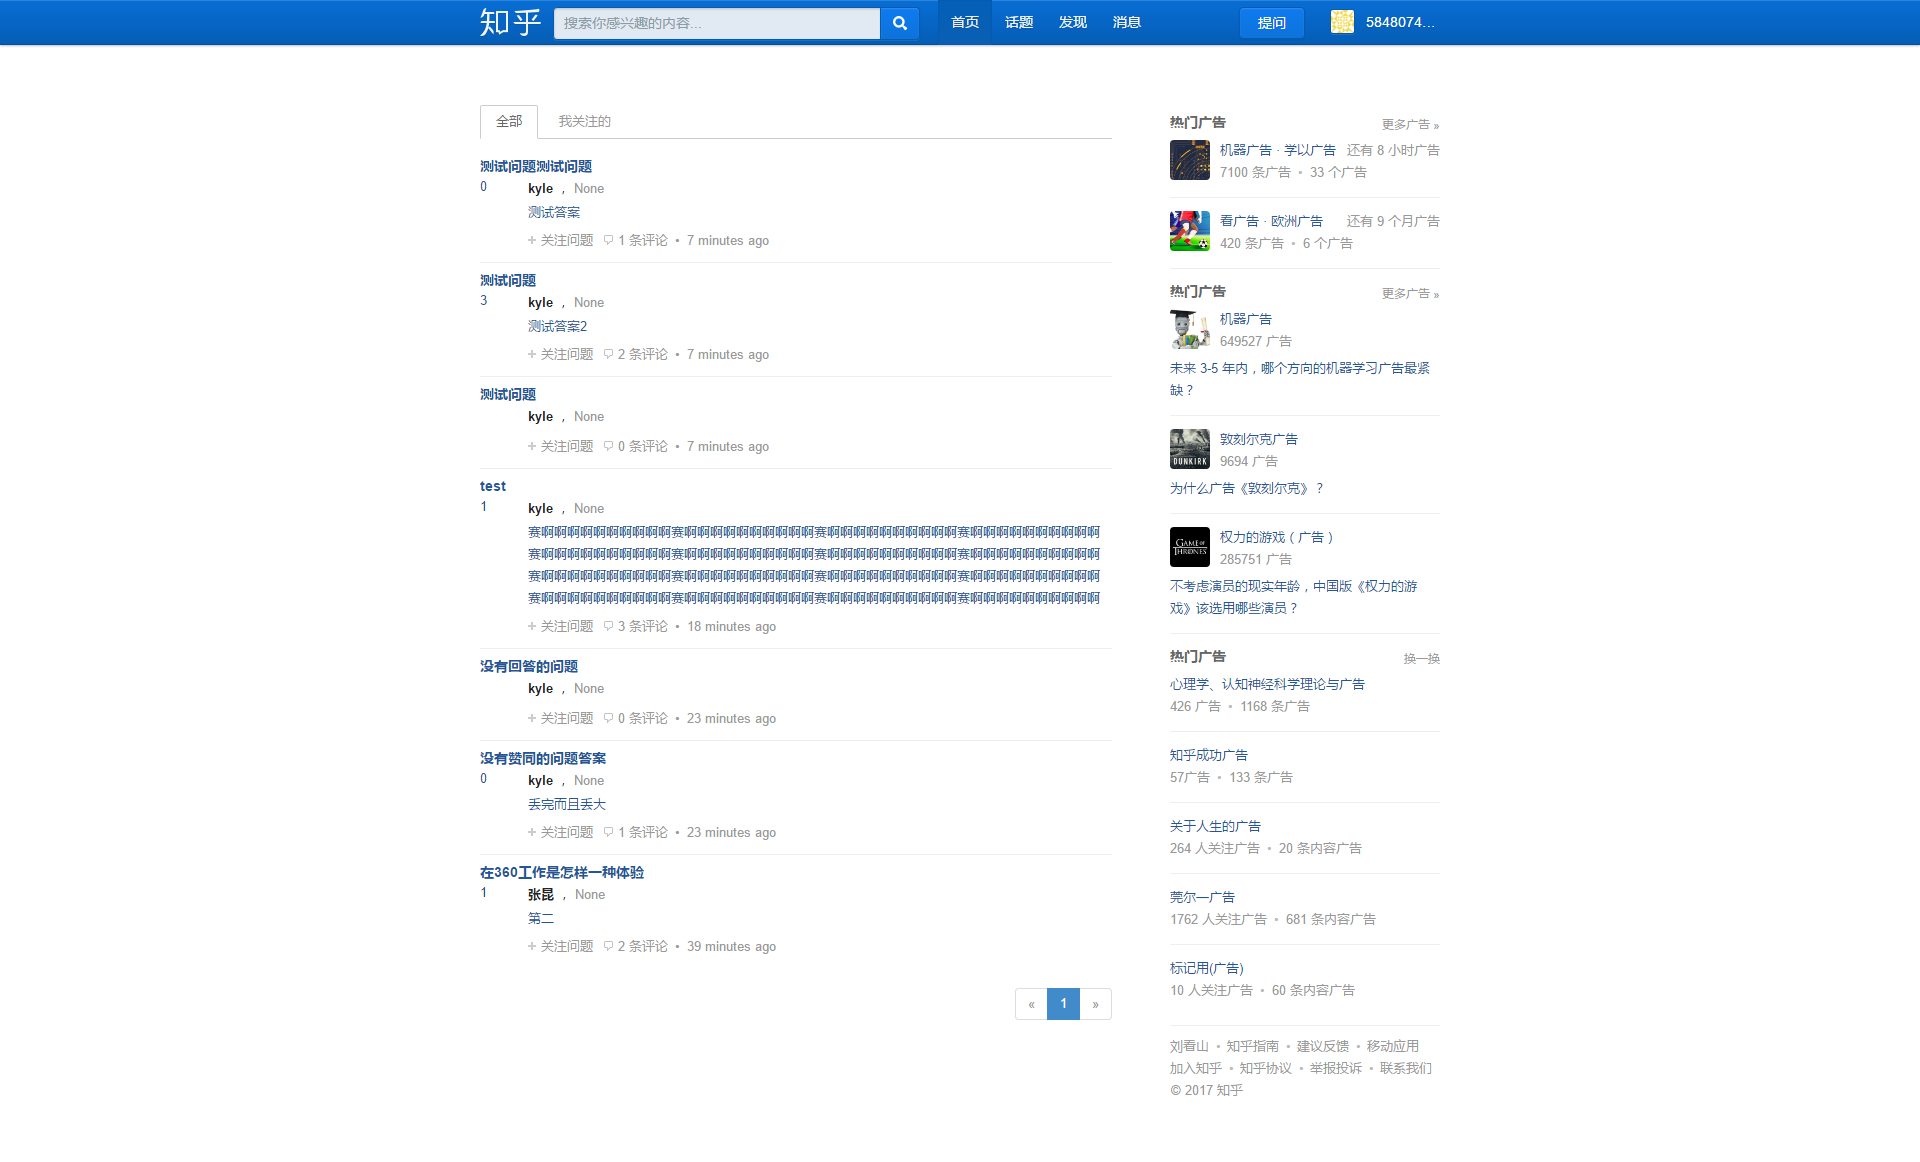 知乎 搜索你感兴趣的内容... 首页 话题 发现 消息 提问 5848074...
全部 我关注的
测试问题测试问题
0 kyle , None
测试答案
+ 关注问题 1 条评论 • 7 minutes ago
测试问题
3 kyle , None
测试答案2
+ 关注问题 2 条评论 • 7 minutes ago
测试问题
kyle , None
+ 关注问题 0 条评论 • 7 minutes ago
test
1 kyle , None
赛啊啊啊啊啊啊啊啊啊啊赛啊啊啊啊啊啊啊啊啊啊赛啊啊啊啊啊啊啊啊啊啊赛啊啊啊啊啊啊啊啊啊啊
赛啊啊啊啊啊啊啊啊啊啊赛啊啊啊啊啊啊啊啊啊啊赛啊啊啊啊啊啊啊啊啊啊赛啊啊啊啊啊啊啊啊啊啊
赛啊啊啊啊啊啊啊啊啊啊赛啊啊啊啊啊啊啊啊啊啊赛啊啊啊啊啊啊啊啊啊啊赛啊啊啊啊啊啊啊啊啊啊
赛啊啊啊啊啊啊啊啊啊啊赛啊啊啊啊啊啊啊啊啊啊赛啊啊啊啊啊啊啊啊啊啊赛啊啊啊啊啊啊啊啊啊啊
+ 关注问题 3 条评论 • 18 minutes ago
没有回答的问题
kyle , None
+ 关注问题 0 条评论 • 23 minutes ago
没有赞同的问题答案
0 kyle , None
丢完而且丢大
+ 关注问题 1 条评论 • 23 minutes ago
在360工作是怎样一种体验
1 张昆 , None
第二
+ 关注问题 2 条评论 • 39 minutes ago
« 1 »
热门广告 更多广告 »
机器广告 · 学以广告 还有 8 小时广告
7100 条广告 • 33 个广告
看广告 · 欧洲广告 还有 9 个月广告
420 条广告 • 6 个广告
热门广告 更多广告 »
机器广告
649527 广告
未来 3-5 年内，哪个方向的机器学习广告最紧
缺？
DUNKIRK
敦刻尔克广告
9694 广告
为什么广告《敦刻尔克》？
GAME OF
THRONES
权力的游戏（广告）
285751 广告
不考虑演员的现实年龄，中国版《权力的游
戏》该选用哪些演员？
热门广告 换一换
心理学、认知神经科学理论与广告
426 广告 • 1168 条广告
知乎成功广告
57广告 • 133 条广告
关于人生的广告
264 人关注广告 • 20 条内容广告
莞尔一广告
1762 人关注广告 • 681 条内容广告
标记用(广告)
10 人关注广告 • 60 条内容广告
刘看山 • 知乎指南 • 建议反馈 • 移动应用
加入知乎 • 知乎协议 • 举报投诉 • 联系我们
© 2017 知乎